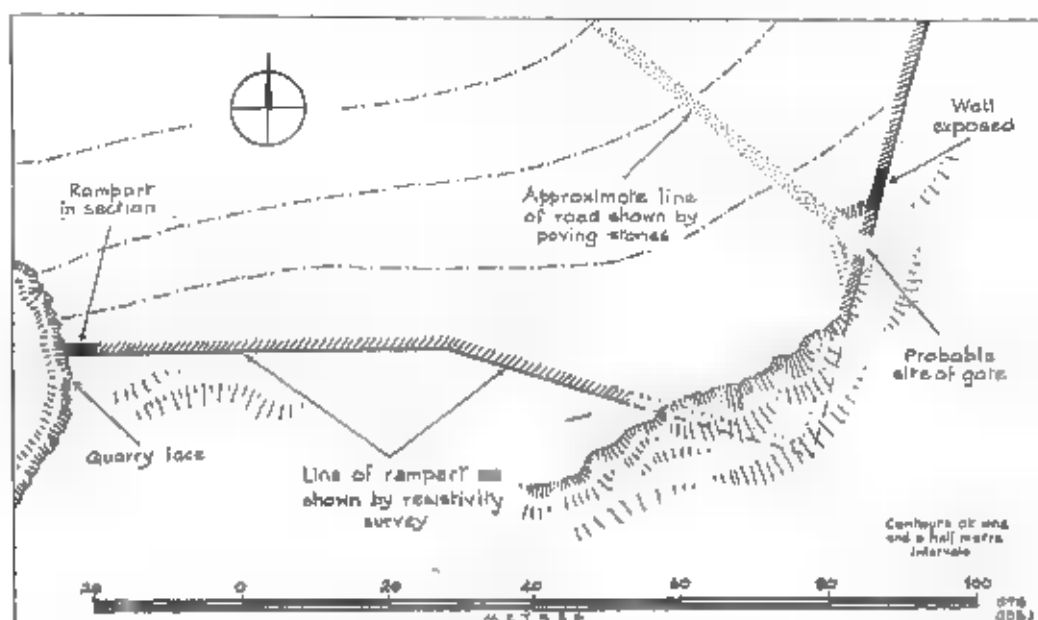 Wall
exposed
Rampart
in section
Approximate line
of road shown by
paving stones
Probable
site of gate
Quarry face
Line of rampart
shown by resistivity
survey
Contours at one
and a half metre
intervals
20 0 20 40 60 80 100
METRES